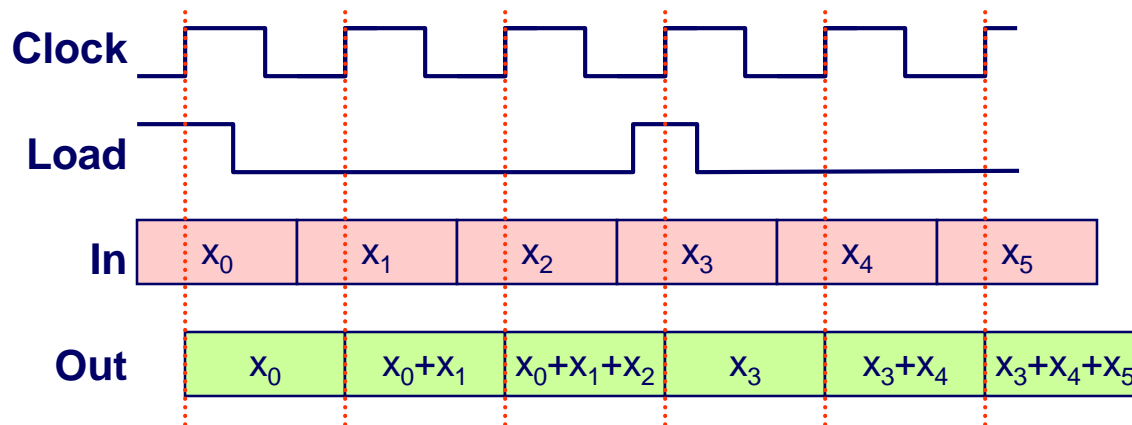 Clock
Load
In x₀ x₁ x₂ x₃ x₄ x₅
Out x₀ x₀+x₁ x₀+x₁+x₂ x₃ x₃+x₄ x₃+x₄+x₅